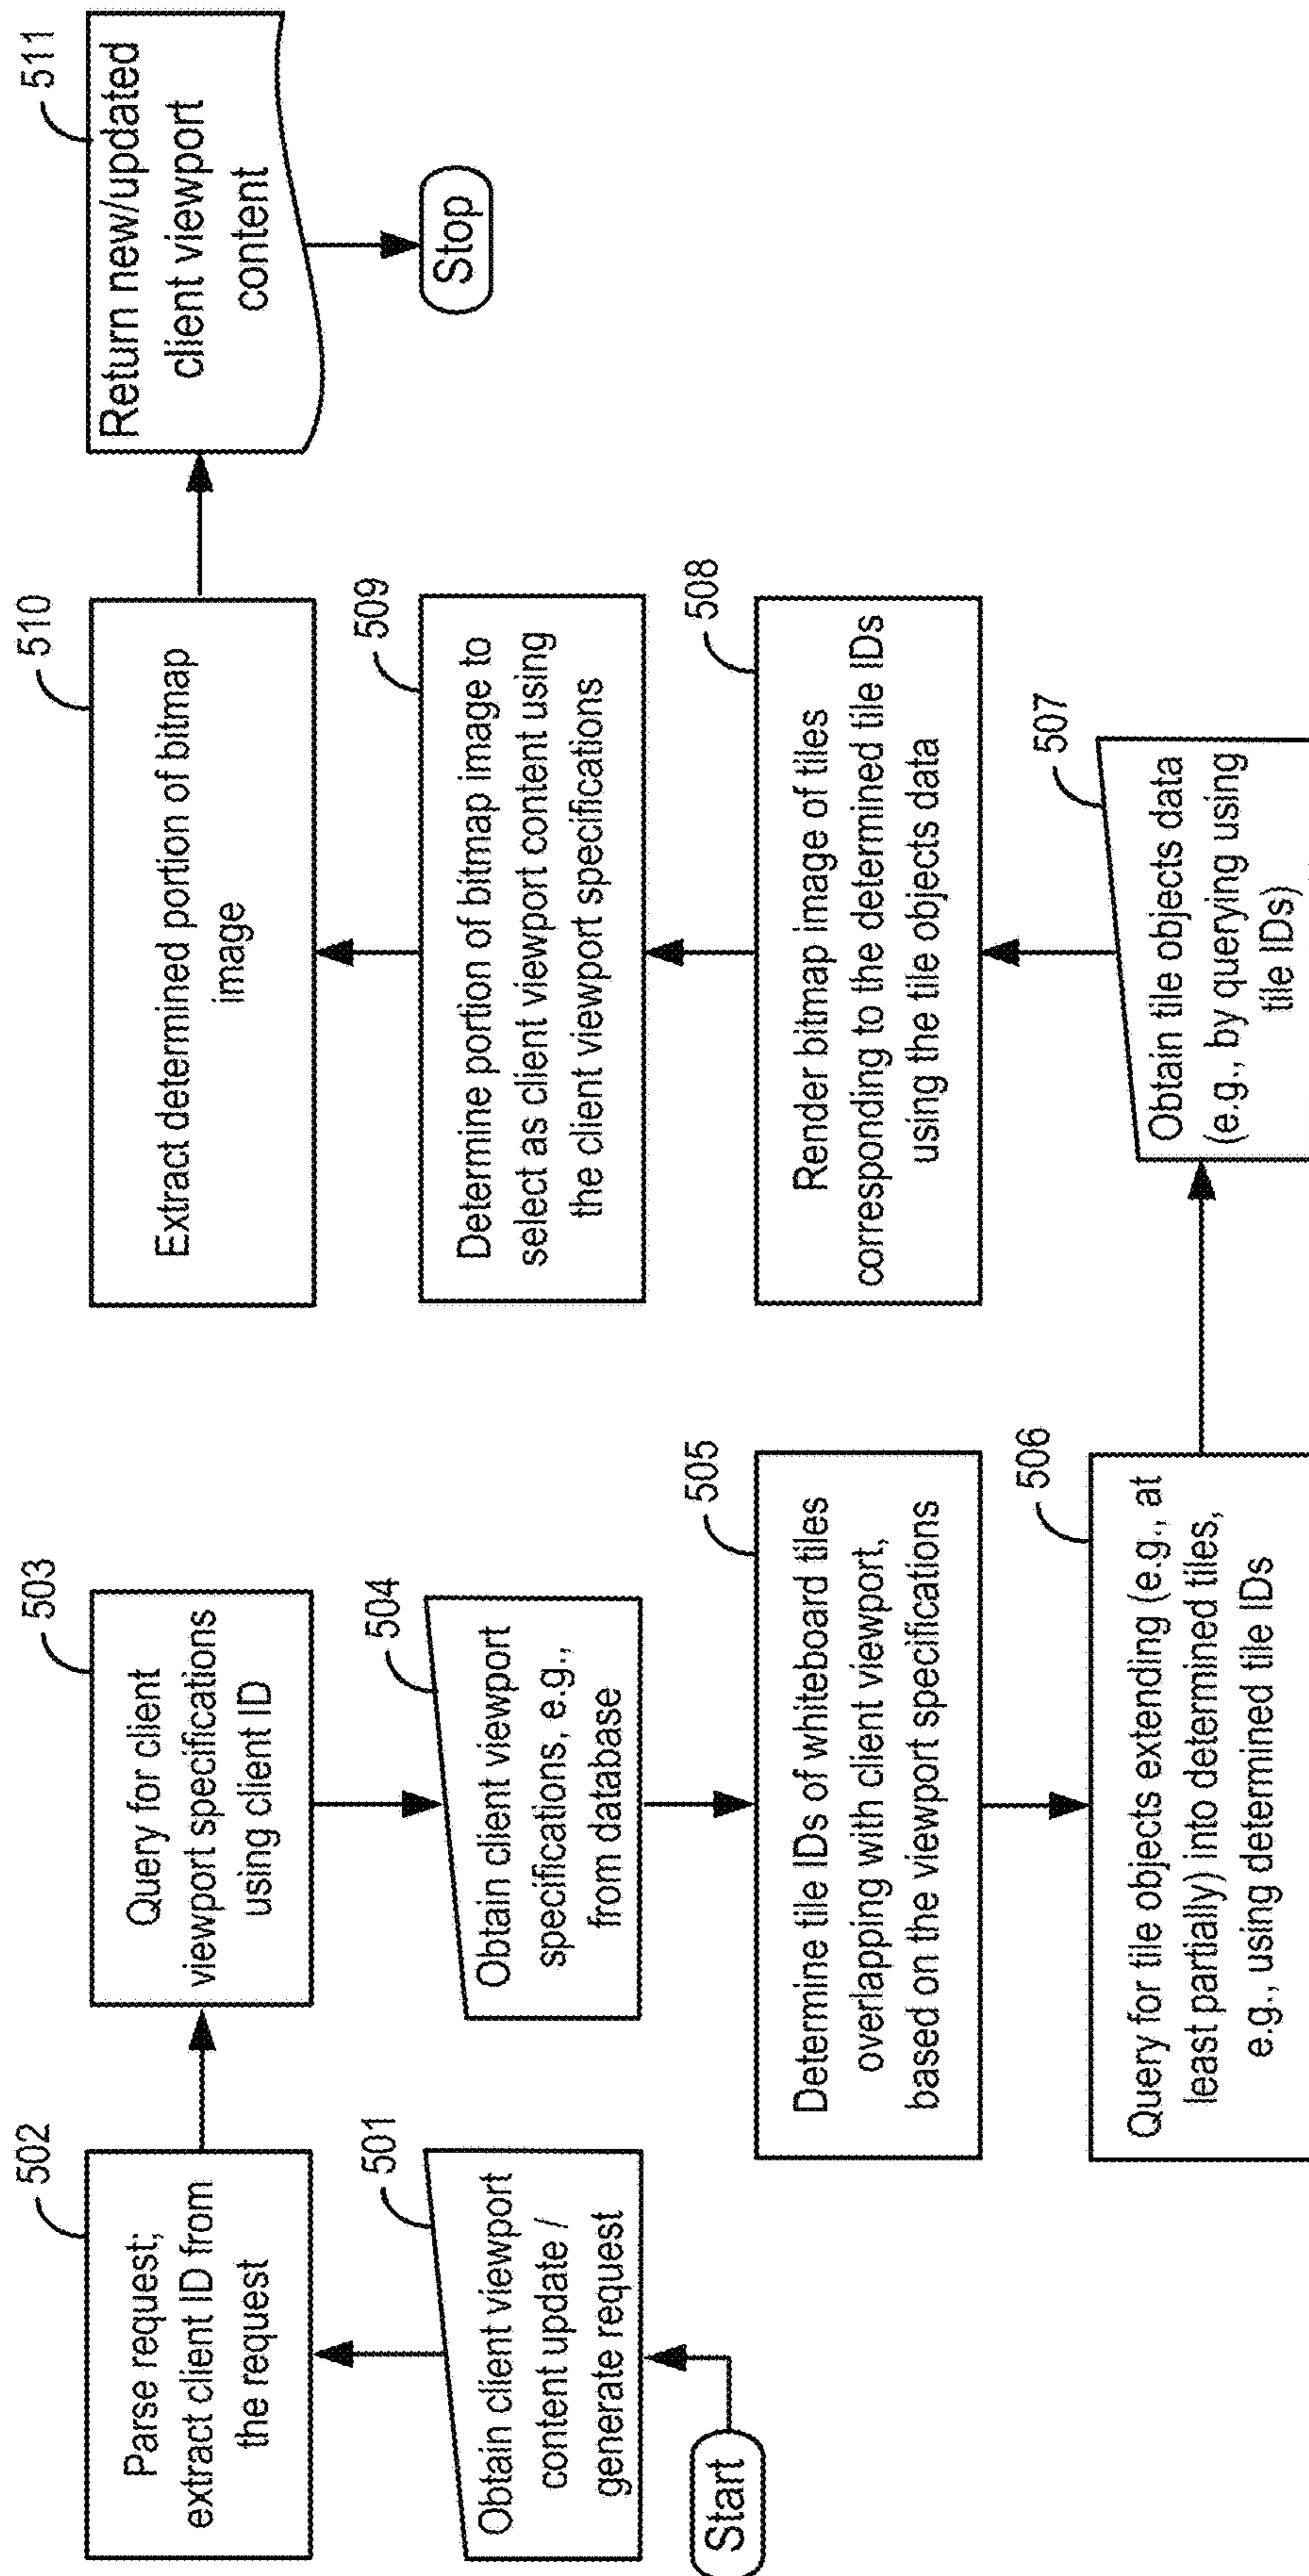 Start
501
Obtain client viewport
content update /
generate request
502
Parse request;
extract client ID from
the request
503
Query for client
viewport specifications
using client ID
504
Obtain client viewport
specifications, e.g.,
from database
505
Determine tile IDs of whiteboard tiles
overlapping with client viewport,
based on the viewport specifications
506
Query for tile objects extending (e.g., at
least partially) into determined tiles,
e.g., using determined tile IDs
507
Obtain tile objects data
(e.g., by querying using
tile IDs)
508
Render bitmap image of tiles
corresponding to the determined tile IDs
using the tile objects data
509
Determine portion of bitmap image to
select as client viewport content using
the client viewport specifications
510
Extract determined portion of bitmap
image
511
Return new/updated
client viewport
content
Stop